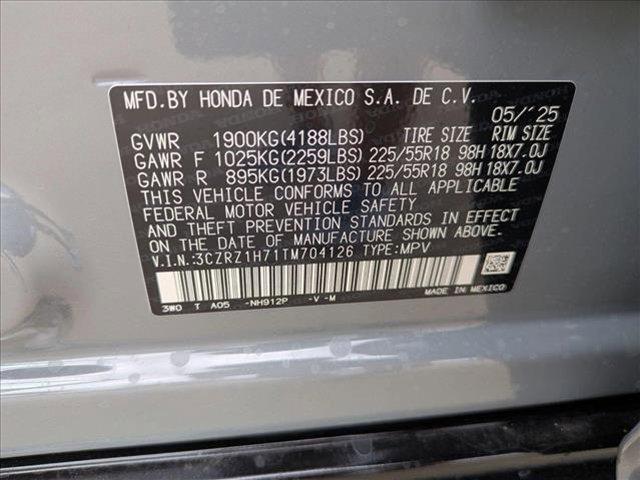 MFD.BY HONDA DE MEXICO S.A. DE C.V.
05/'25
GVWR 1900KG(4188LBS) TIRE SIZE RIM SIZE
GAWR F 1025KG(2259LBS) 225/55R18 98H 18X7.0J
GAWR R 895KG(1973LBS) 225/55R18 98H 18X7.0J
THIS VEHICLE CONFORMS TO ALL APPLICABLE
FEDERAL MOTOR VEHICLE SAFETY
AND THEFT PREVENTION STANDARDS IN EFFECT
ON THE DATE OF MANUFACTURE SHOWN ABOVE.
V.I.N.:3CZRZ1H71TM704126 TYPE:MPV
3W0 T A05 -NH912P -V-M
MADE IN MEXICO